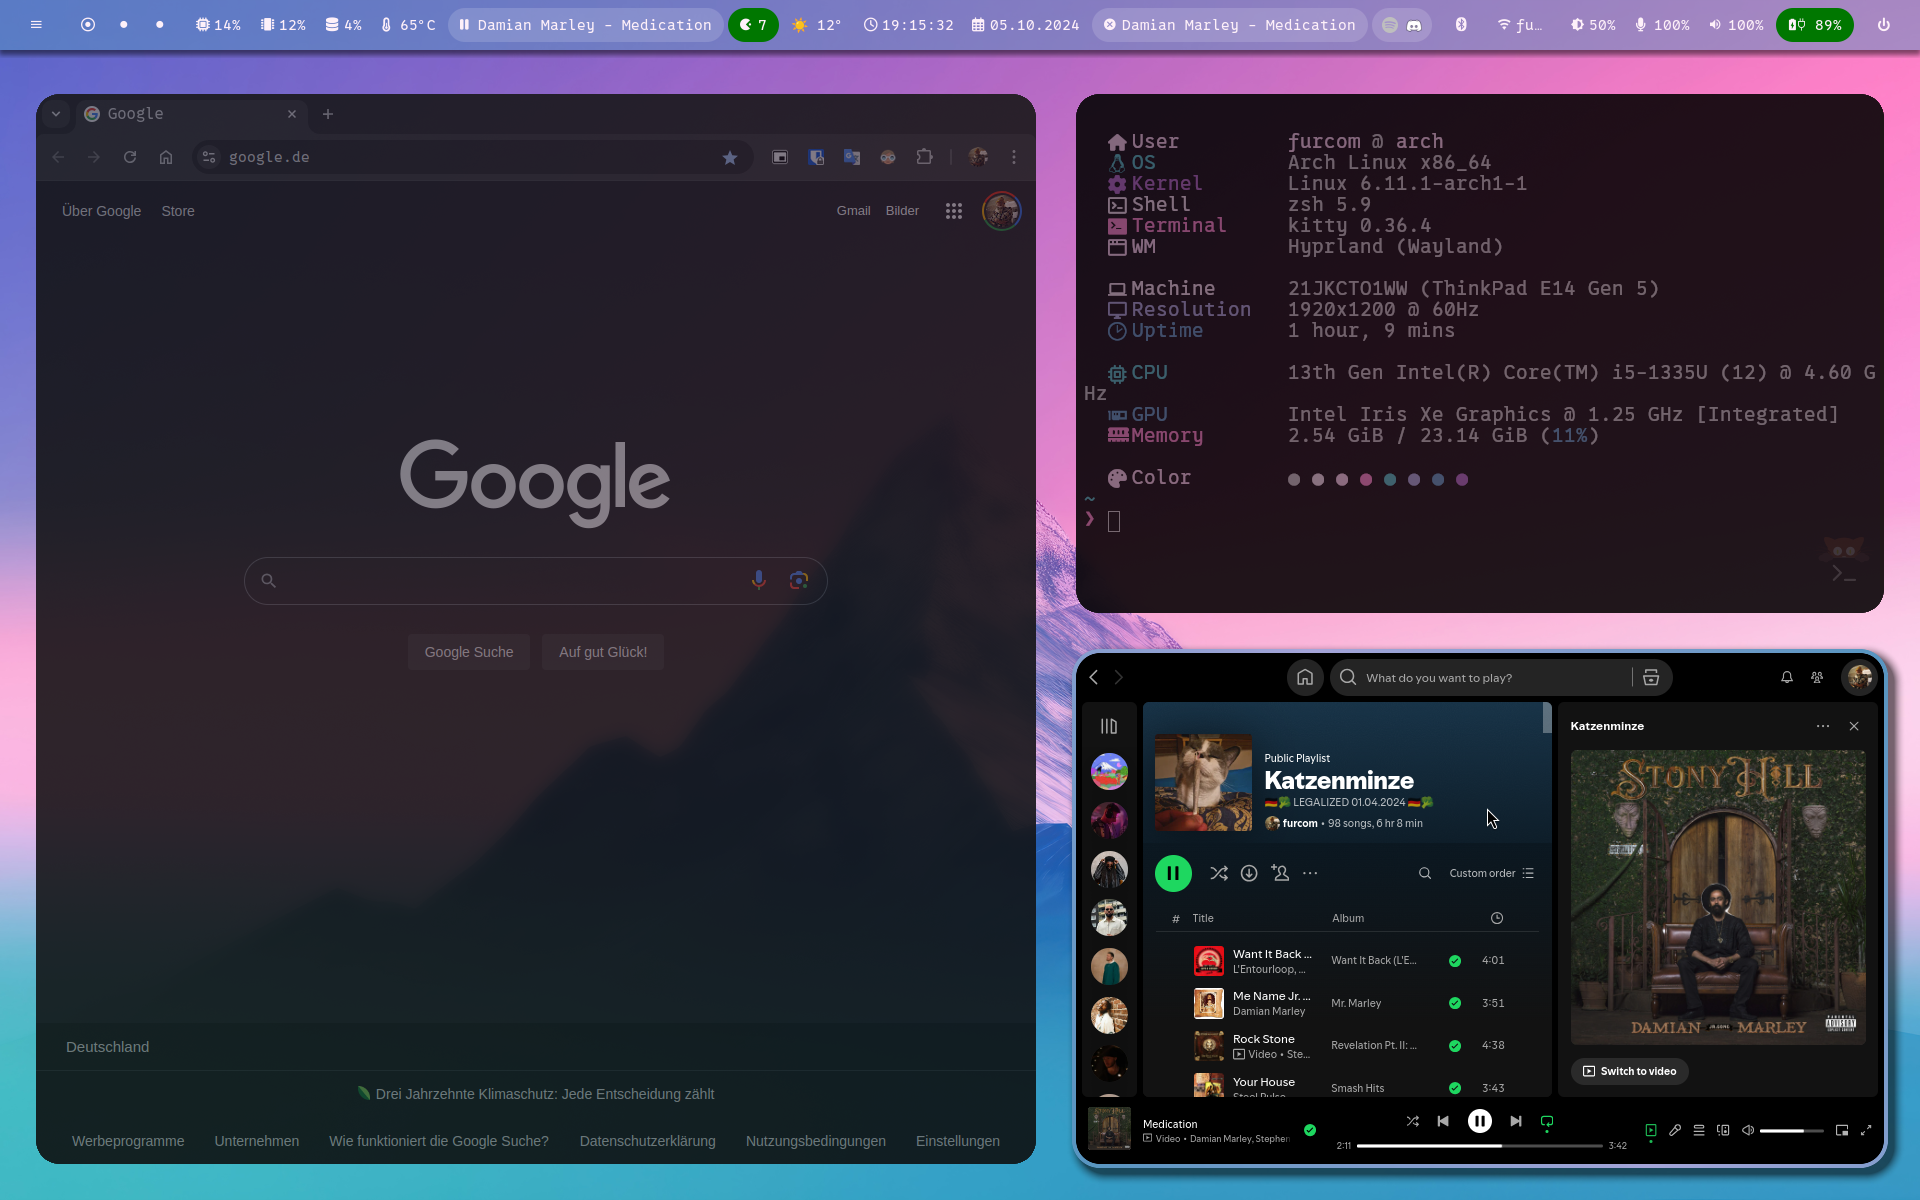 14% 12% 4% 65°C Damian Marley - Medication 7 12° 19:15:32 05.10.2024 Damian Marley - Medication fu… 50% 100% 100% 89%
Google
google.de
Über Google Store Gmail Bilder
Google
Google Suche Auf gut Glück!
Deutschland
Drei Jahrzehnte Klimaschutz: Jede Entscheidung zählt
Werbeprogramme Unternehmen Wie funktioniert die Google Suche? Datenschutzerklärung Nutzungsbedingungen Einstellungen
User furcom @ arch
OS Arch Linux x86_64
Kernel Linux 6.11.1-arch1-1
Shell zsh 5.9
Terminal kitty 0.36.4
WM Hyprland (Wayland)
Machine 21JKCTO1WW (ThinkPad E14 Gen 5)
Resolution 1920x1200 @ 60Hz
Uptime 1 hour, 9 mins
CPU 13th Gen Intel(R) Core(TM) i5-1335U (12) @ 4.60 G
Hz
GPU Intel Iris Xe Graphics @ 1.25 GHz [Integrated]
Memory 2.54 GiB / 23.14 GiB (11%)
Color
~
❯
What do you want to play?
Public Playlist
Katzenminze
LEGALIZED 01.04.2024
furcom • 98 songs, 6 hr 8 min
Custom order
# Title Album
Want It Back ... Want It Back (L'E... 4:01
L'Entourloop, ...
Me Name Jr. ... Mr. Marley 3:51
Damian Marley
Rock Stone Revelation Pt. II: ... 4:38
Video • Ste...
Your House Smash Hits 3:43
Steel Pulse
Katzenminze
STONY HILL
DAMIAN JR. GONG MARLEY
PARENTAL
ADVISORY
EXPLICIT CONTENT
Switch to video
Medication
Video • Damian Marley, Stephen
2:11 3:42